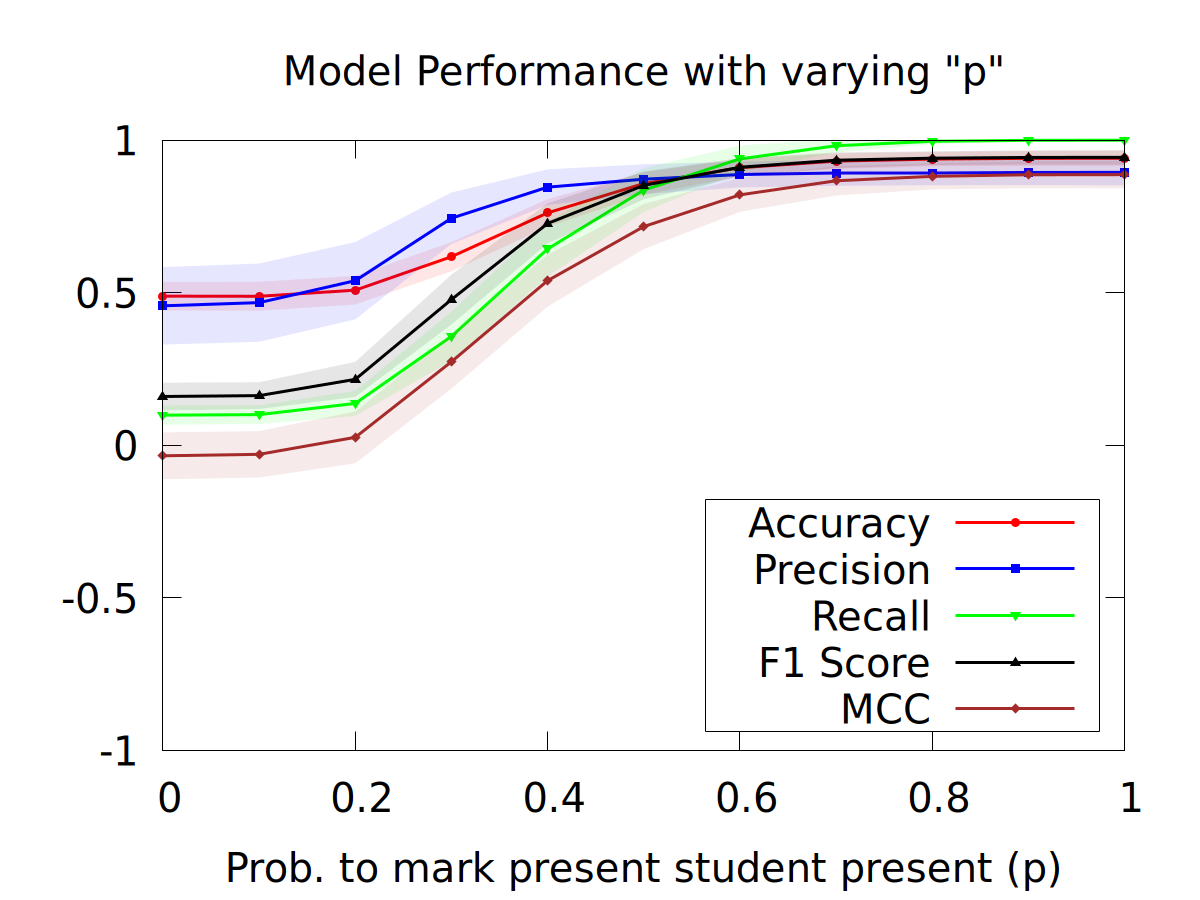 Model Performance with varying "p"
1
0.5
0
-0.5
-1
Accuracy
Precision
Recall
F1 Score
MCC
0 0.2 0.4 0.6 0.8 1
Prob. to mark present student present (p)